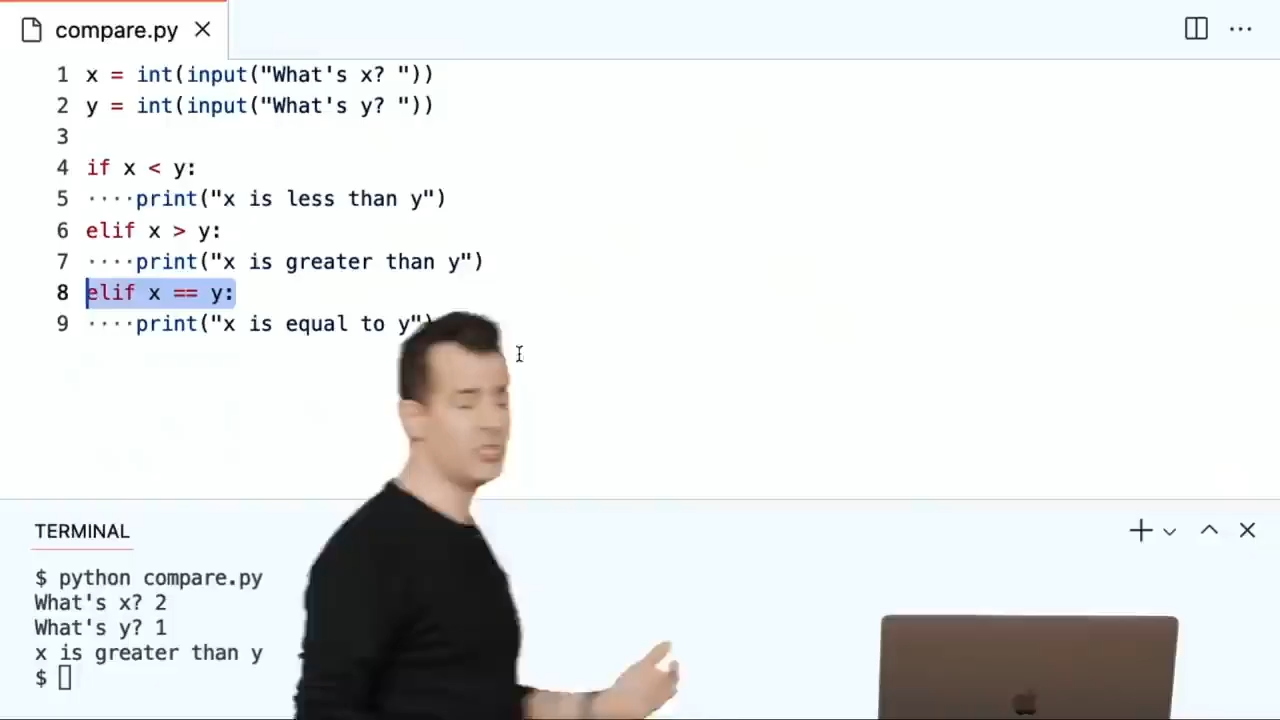 compare.py
1 x = int(input("What's x? "))
2 y = int(input("What's y? "))
3
4 if x < y:
5 ····print("x is less than y")
6 elif x > y:
7 ····print("x is greater than y")
8 elif x == y:
9 ····print("x is equal to y")
TERMINAL
$ python compare.py
What's x? 2
What's y? 1
x is greater than y
$